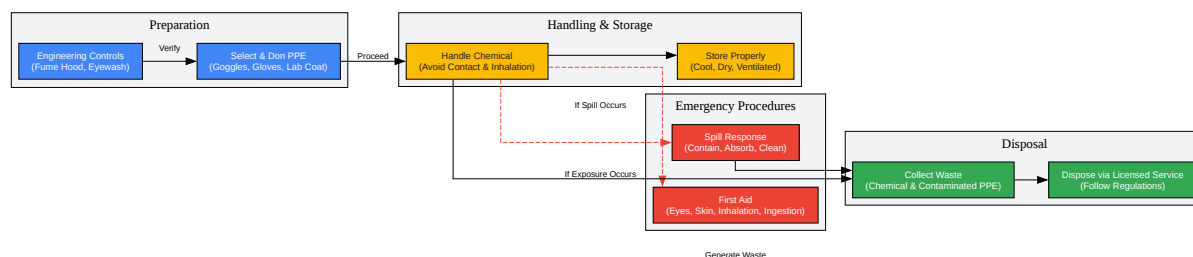 Preparation
Engineering Controls
(Fume Hood, Eyewash)
Verify
Select & Don PPE
(Goggles, Gloves, Lab Coat)
Proceed
Handling & Storage
Handle Chemical
(Avoid Contact & Inhalation)
Store Properly
(Cool, Dry, Ventilated)
If Spill Occurs
Emergency Procedures
Spill Response
(Contain, Absorb, Clean)
If Exposure Occurs
First Aid
(Eyes, Skin, Inhalation, Ingestion)
Disposal
Collect Waste
(Chemical & Contaminated PPE)
Dispose via Licensed Service
(Follow Regulations)
Generate Waste